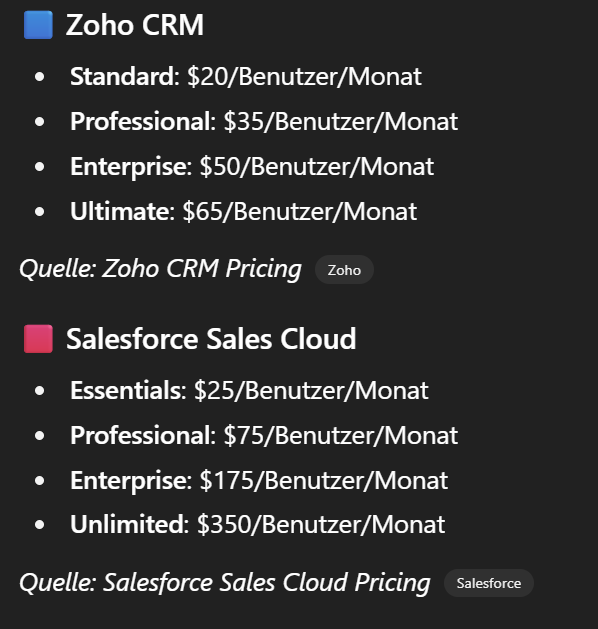 Zoho CRM
Standard: $20/Benutzer/Monat
Professional: $35/Benutzer/Monat
Enterprise: $50/Benutzer/Monat
Ultimate: $65/Benutzer/Monat
Quelle: Zoho CRM Pricing Zoho
Salesforce Sales Cloud
Essentials: $25/Benutzer/Monat
Professional: $75/Benutzer/Monat
Enterprise: $175/Benutzer/Monat
Unlimited: $350/Benutzer/Monat
Quelle: Salesforce Sales Cloud Pricing Salesforce